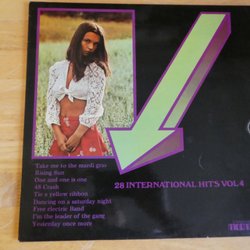 28 INTERNATIONAL HITS VOL 4
Take me to the mardi gras
Rising Sun
One and one is one
48 Crash
Tie a yellow ribbon
Dancing on a saturday night
Free electric Band
I'm the leader of the gang
Yesterday once more